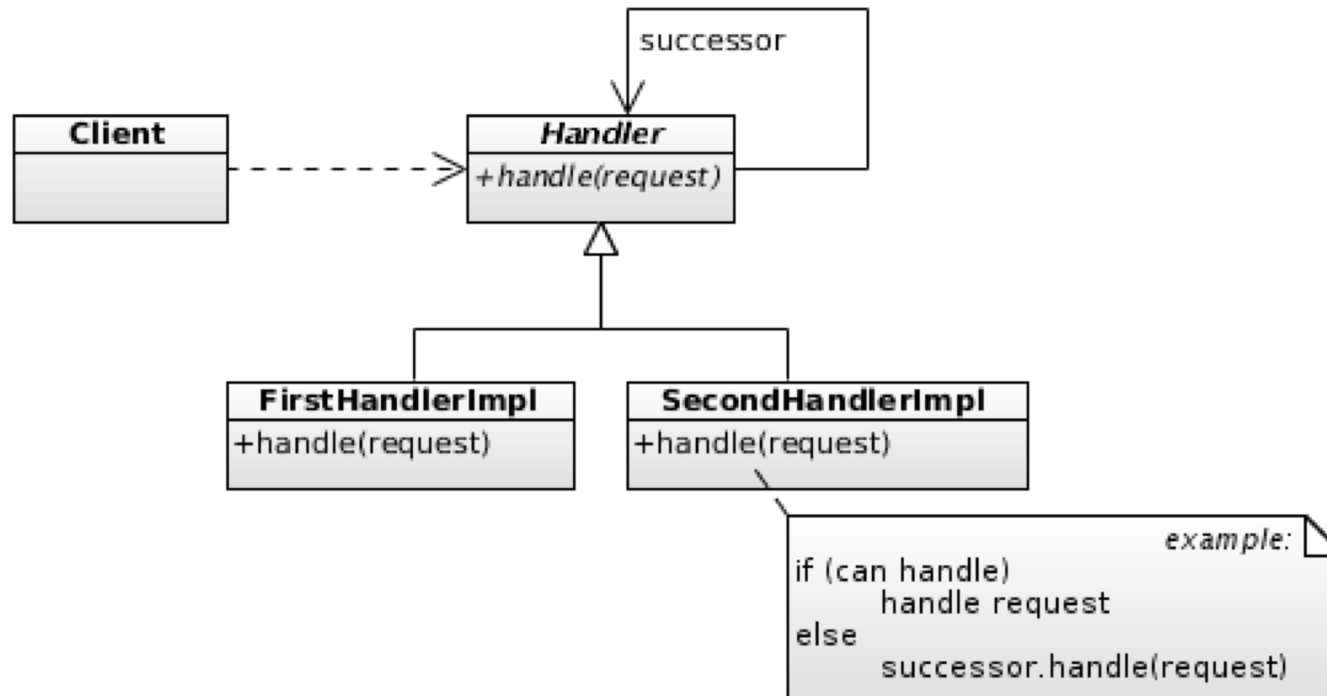 successor
Client
Handler
+handle(request)
FirstHandlerImpl
+handle(request)
SecondHandlerImpl
+handle(request)
example:
if (can handle)
handle request
else
successor.handle(request)